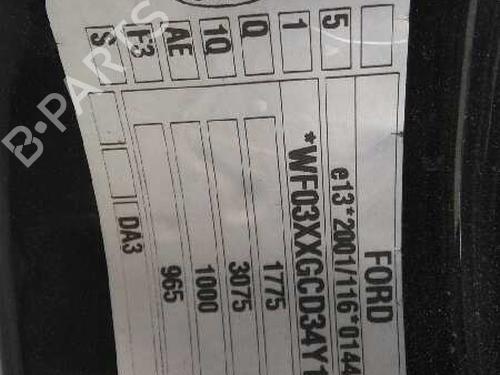 FORD
e13*2001/116*0144
*WF03XXGCD34Y1
1775
3075
1000
965
DA3
5
1
Q
1Q
AE
F3
S
B-PARTS